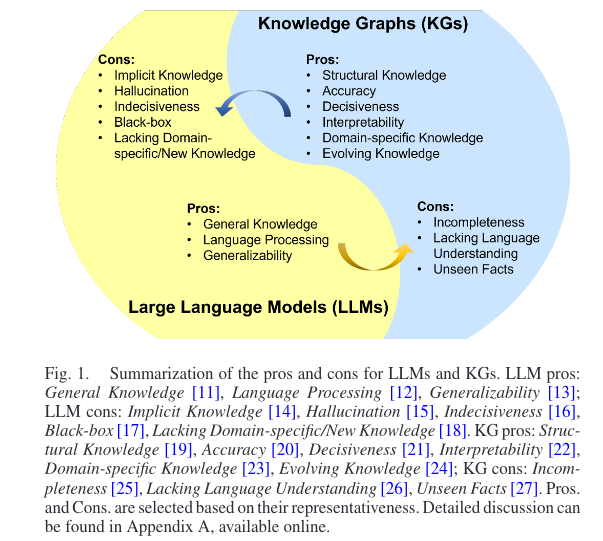 Knowledge Graphs (KGs)
Cons:
• Implicit Knowledge
• Hallucination
• Indecisiveness
• Black-box
• Lacking Domain-
specific/New Knowledge
Pros:
• Structural Knowledge
• Accuracy
• Decisiveness
• Interpretability
• Domain-specific Knowledge
• Evolving Knowledge
Pros:
• General Knowledge
• Language Processing
• Generalizability
Cons:
• Incompleteness
• Lacking Language
Understanding
• Unseen Facts
Large Language Models (LLMs)
Fig. 1. Summarization of the pros and cons for LLMs and KGs. LLM pros:
General Knowledge [11], Language Processing [12], Generalizability [13];
LLM cons: Implicit Knowledge [14], Hallucination [15], Indecisiveness [16],
Black-box [17], Lacking Domain-specific/New Knowledge [18]. KG pros: Struc-
tural Knowledge [19], Accuracy [20], Decisiveness [21], Interpretability [22],
Domain-specific Knowledge [23], Evolving Knowledge [24]; KG cons: Incom-
pleteness [25], Lacking Language Understanding [26], Unseen Facts [27]. Pros.
and Cons. are selected based on their representativeness. Detailed discussion can
be found in Appendix A, available online.